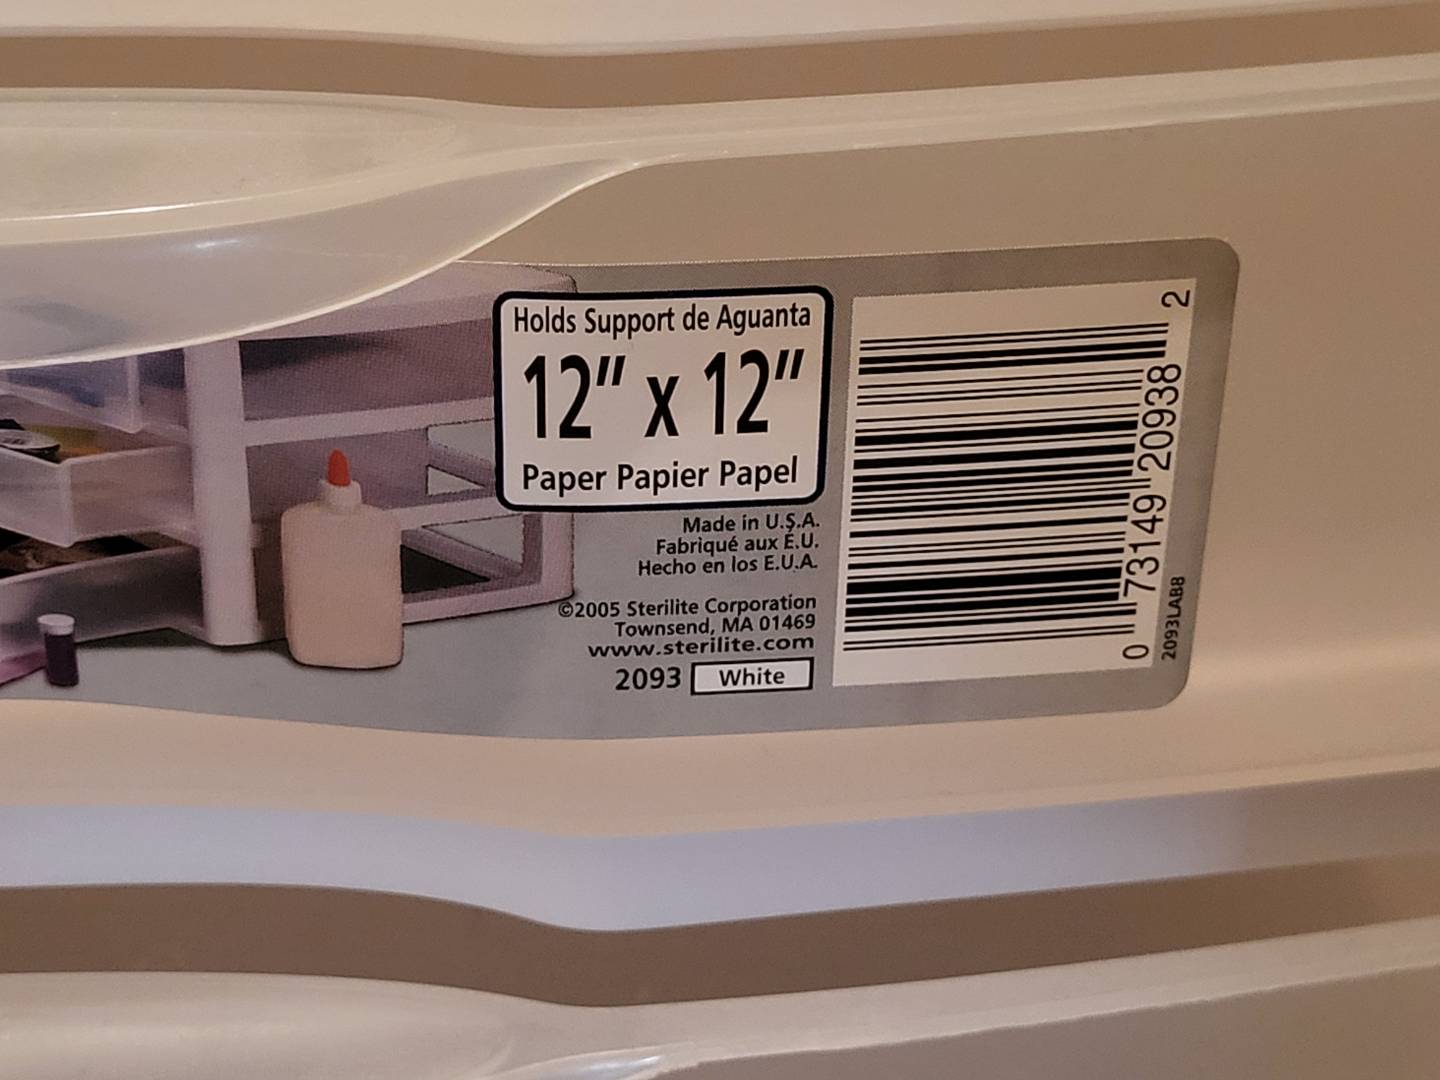 Holds Support de Aguanta
12" x 12"
Paper Papier Papel
Made in U.S.A.
Fabriqué aux É.U.
Hecho en los E.U.A.
©2005 Sterilite Corporation
Townsend, MA 01469
www.sterilite.com
2093 White
0 73149 20938 2
2093LAB8